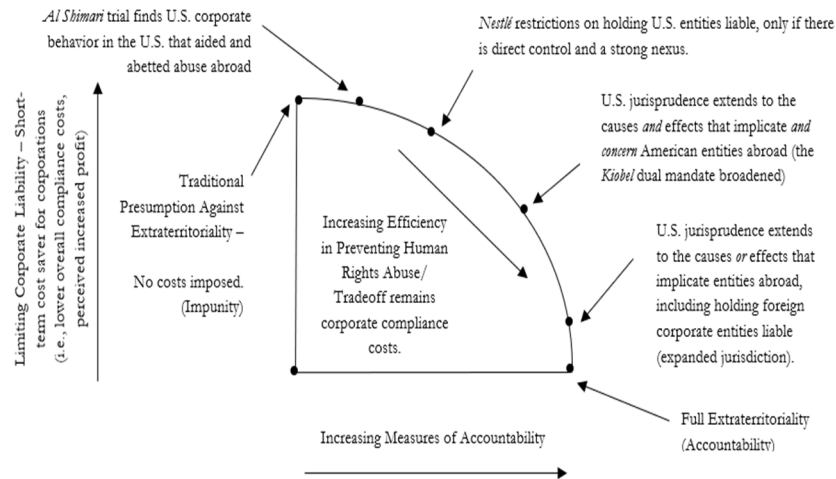 Al Shimari trial finds U.S. corporate
behavior in the U.S. that aided and
abetted abuse abroad
Nestlé restrictions on holding U.S. entities liable, only if there
is direct control and a strong nexus.
U.S. jurisprudence extends to the
causes and effects that implicate and
concern American entities abroad (the
Kiobel dual mandate broadened)
Limiting Corporate Liability – Short-
term cost saver for corporations
(i.e., lower overall compliance costs,
perceived increased profit)
Traditional
Presumption Against
Extraterritoriality –
No costs imposed.
(Impunity)
Increasing Efficiency
in Preventing Human
Rights Abuse/
Tradeoff remains
corporate compliance
costs.
U.S. jurisprudence extends
to the causes or effects that
implicate entities abroad,
including holding foreign
corporate entities liable
(expanded jurisdiction).
Full Extraterritoriality
(Accountability)
Increasing Measures of Accountability